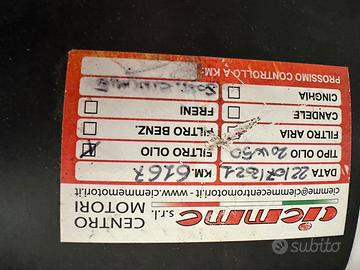 CENTRO
MOTORI
ciemme s.r.l.
ciemme@ciemmecentromotori.it - www.ciemmemotori.it
DATA 22/07/2021 KM. 6167
TIPO OLIO 20W50 FILTRO OLIO
FILTRO ARIA FILTRO BENZ.
CANDELE FRENI
CINGHIA
PROSSIMO CONTROLLO A KM:
subito